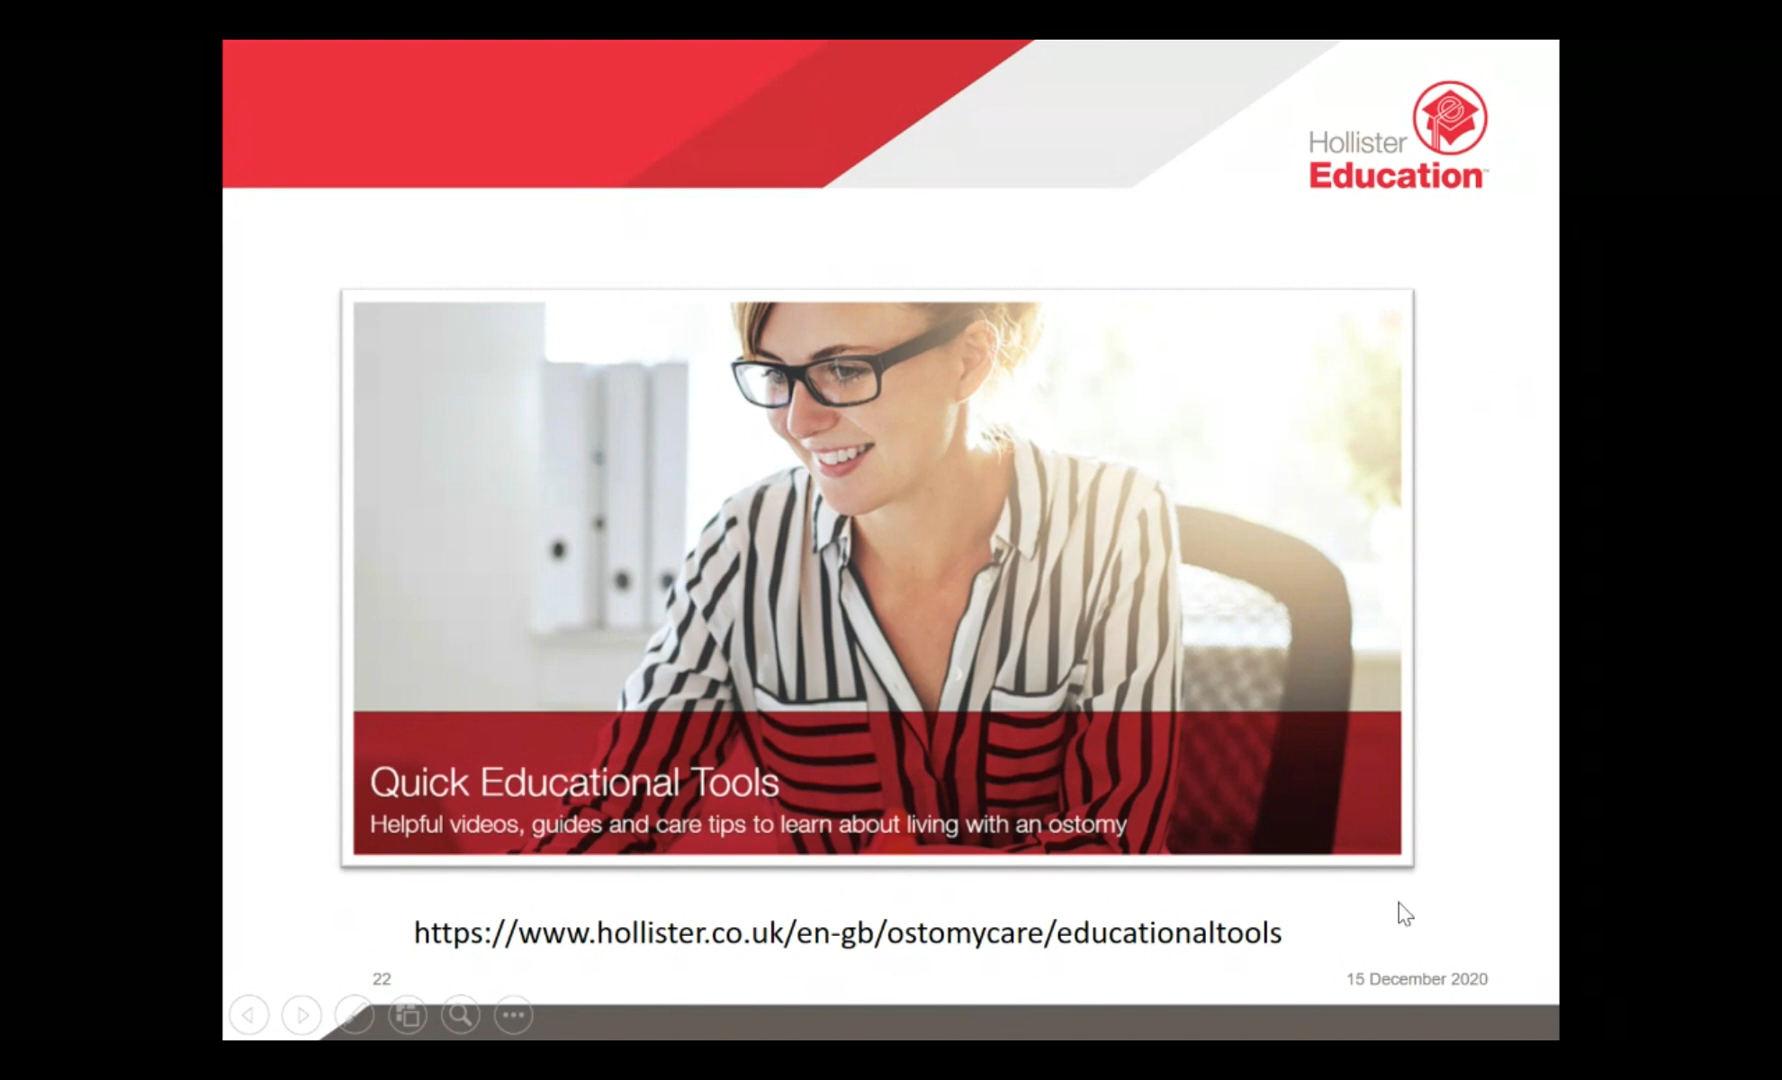 Hollister
Education
Quick Educational Tools
Helpful videos, guides and care tips to learn about living with an ostomy
https://www.hollister.co.uk/en-gb/ostomycare/educationaltools
22
15 December 2020